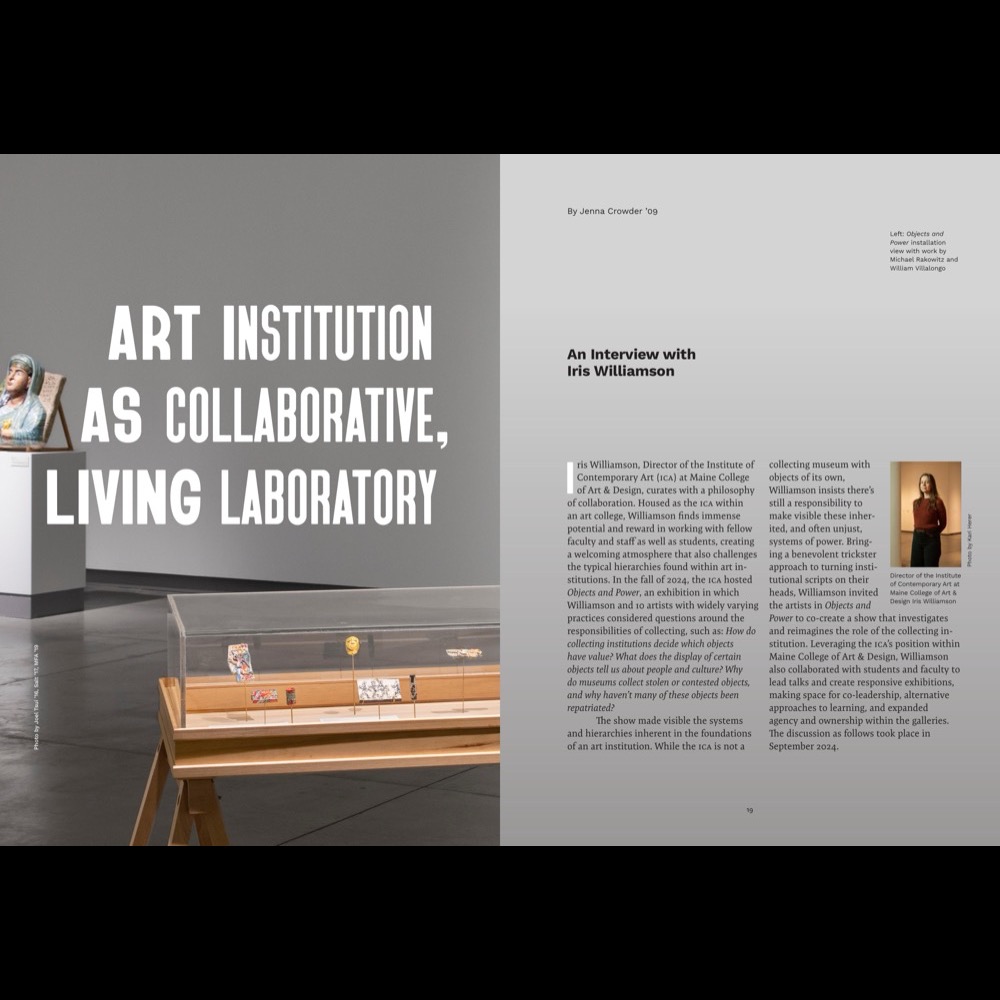 ART INSTITUTION
AS COLLABORATIVE,
LIVING LABORATORY
Photo by Joel Tsui '16, Salt '17, MFA '19
By Jenna Crowder '09
Left: Objects and
Power installation
view with work by
Michael Rakowitz and
William Villalongo
An Interview with
Iris Williamson
Iris Williamson, Director of the Institute of
Contemporary Art (ICA) at Maine College
of Art & Design, curates with a philosophy
of collaboration. Housed as the ICA within
an art college, Williamson finds immense
potential and reward in working with fellow
faculty and staff as well as students, creating
a welcoming atmosphere that also challenges
the typical hierarchies found within art in-
stitutions. In the fall of 2024, the ICA hosted
Objects and Power, an exhibition in which
Williamson and 10 artists with widely varying
practices considered questions around the
responsibilities of collecting, such as: How do
collecting institutions decide which objects
have value? What does the display of certain
objects tell us about people and culture? Why
do museums collect stolen or contested objects,
and why haven't many of these objects been
repatriated?
The show made visible the systems
and hierarchies inherent in the foundations
of an art institution. While the ICA is not a
collecting museum with
objects of its own,
Williamson insists there's
still a responsibility to
make visible these inher-
ited, and often unjust,
systems of power. Bring-
ing a benevolent trickster
approach to turning insti-
tutional scripts on their
heads, Williamson invited
the artists in Objects and
Power to co-create a show that investigates
and reimagines the role of the collecting in-
stitution. Leveraging the ICA's position within
Maine College of Art & Design, Williamson
also collaborated with students and faculty to
lead talks and create responsive exhibitions,
making space for co-leadership, alternative
approaches to learning, and expanded
agency and ownership within the galleries.
The discussion as follows took place in
September 2024.
Photo by Kari Herer
Director of the Institute
of Contemporary Art at
Maine College of Art &
Design Iris Williamson
19